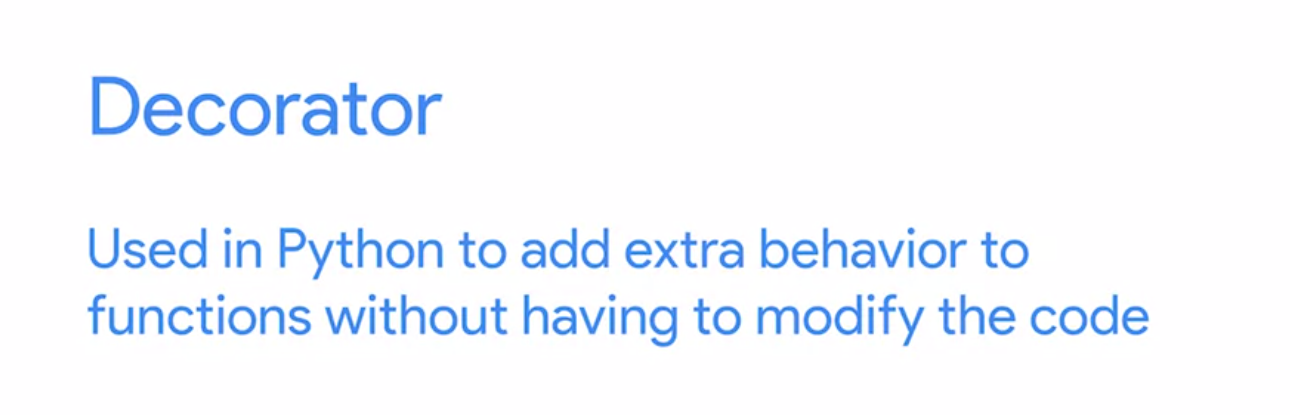 Decorator
Used in Python to add extra behavior to
functions without having to modify the code